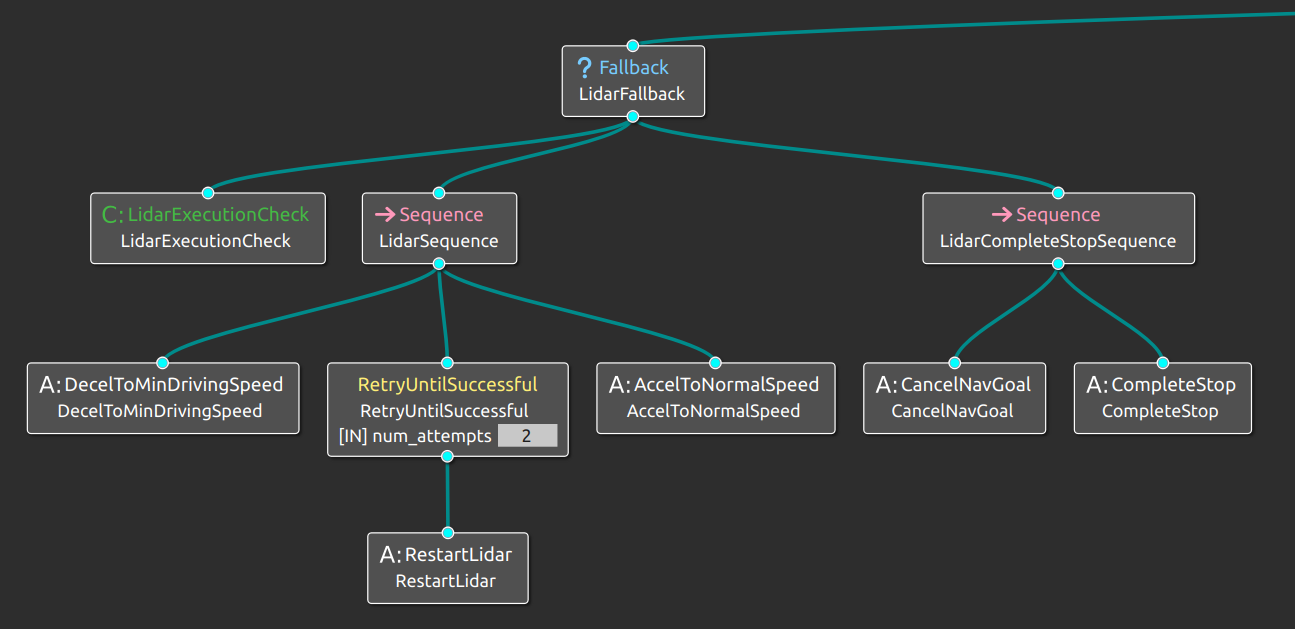 ? Fallback
LidarFallback
C: LidarExecutionCheck
LidarExecutionCheck
Sequence
LidarSequence
Sequence
LidarCompleteStopSequence
A: DecelToMinDrivingSpeed
DecelToMinDrivingSpeed
RetryUntilSuccessful
RetryUntilSuccessful
[IN] num_attempts 2
A: AccelToNormalSpeed
AccelToNormalSpeed
A: CancelNavGoal
CancelNavGoal
A: CompleteStop
CompleteStop
A: RestartLidar
RestartLidar